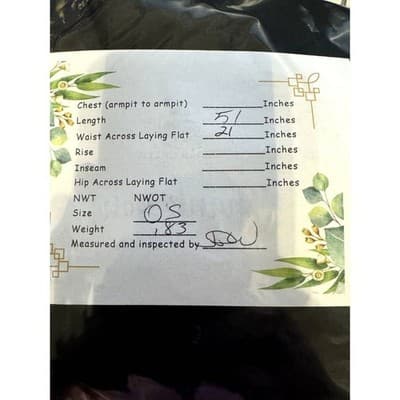 Chest (armpit to armpit) Inches
Length 51 Inches
Waist Across Laying Flat 21 Inches
Rise Inches
Inseam Inches
Hip Across Laying Flat Inches
NWT NWOT
Size OS
Weight .83
Measured and inspected by